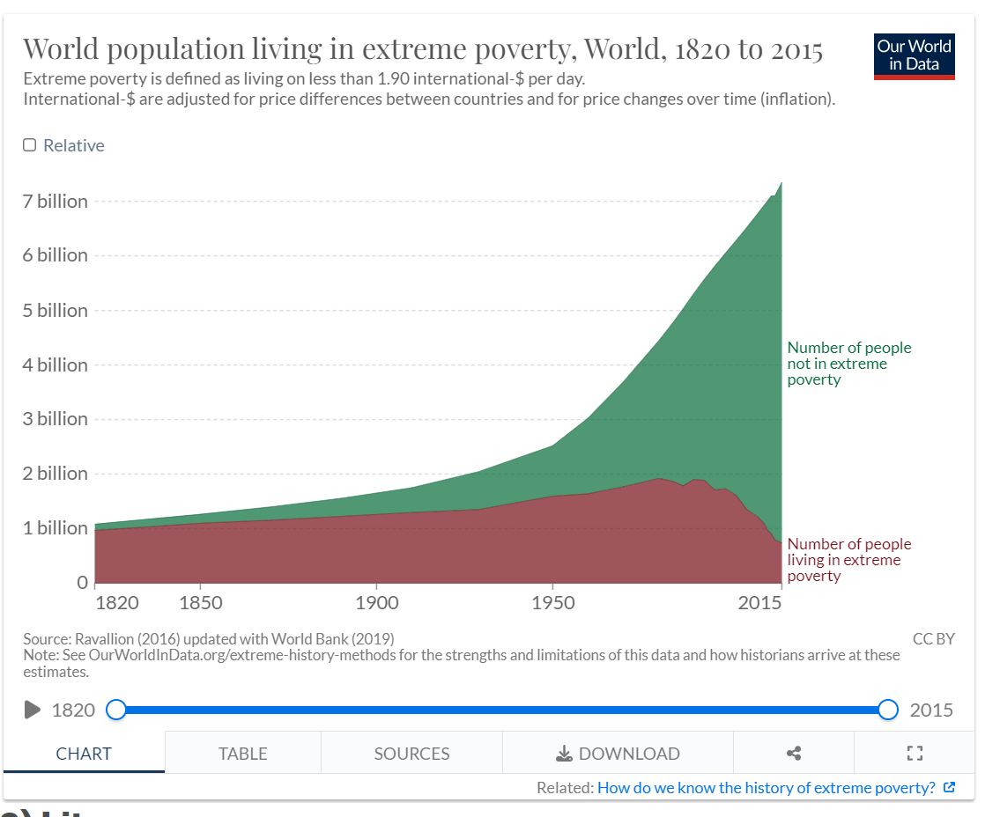 World population living in extreme poverty, World, 1820 to 2015
Our World
in Data
Extreme poverty is defined as living on less than 1.90 international-$ per day.
International-$ are adjusted for price differences between countries and for price changes over time (inflation).
Relative
7 billion
6 billion
5 billion
4 billion
3 billion
2 billion
1 billion
0
Number of people
not in extreme
poverty
Number of people
living in extreme
poverty
1820 1850 1900 1950 2015
Source: Ravallion (2016) updated with World Bank (2019)
CC BY
Note: See OurWorldInData.org/extreme-history-methods for the strengths and limitations of this data and how historians arrive at these
estimates.
1820 2015
CHART TABLE SOURCES DOWNLOAD
Related: How do we know the history of extreme poverty?